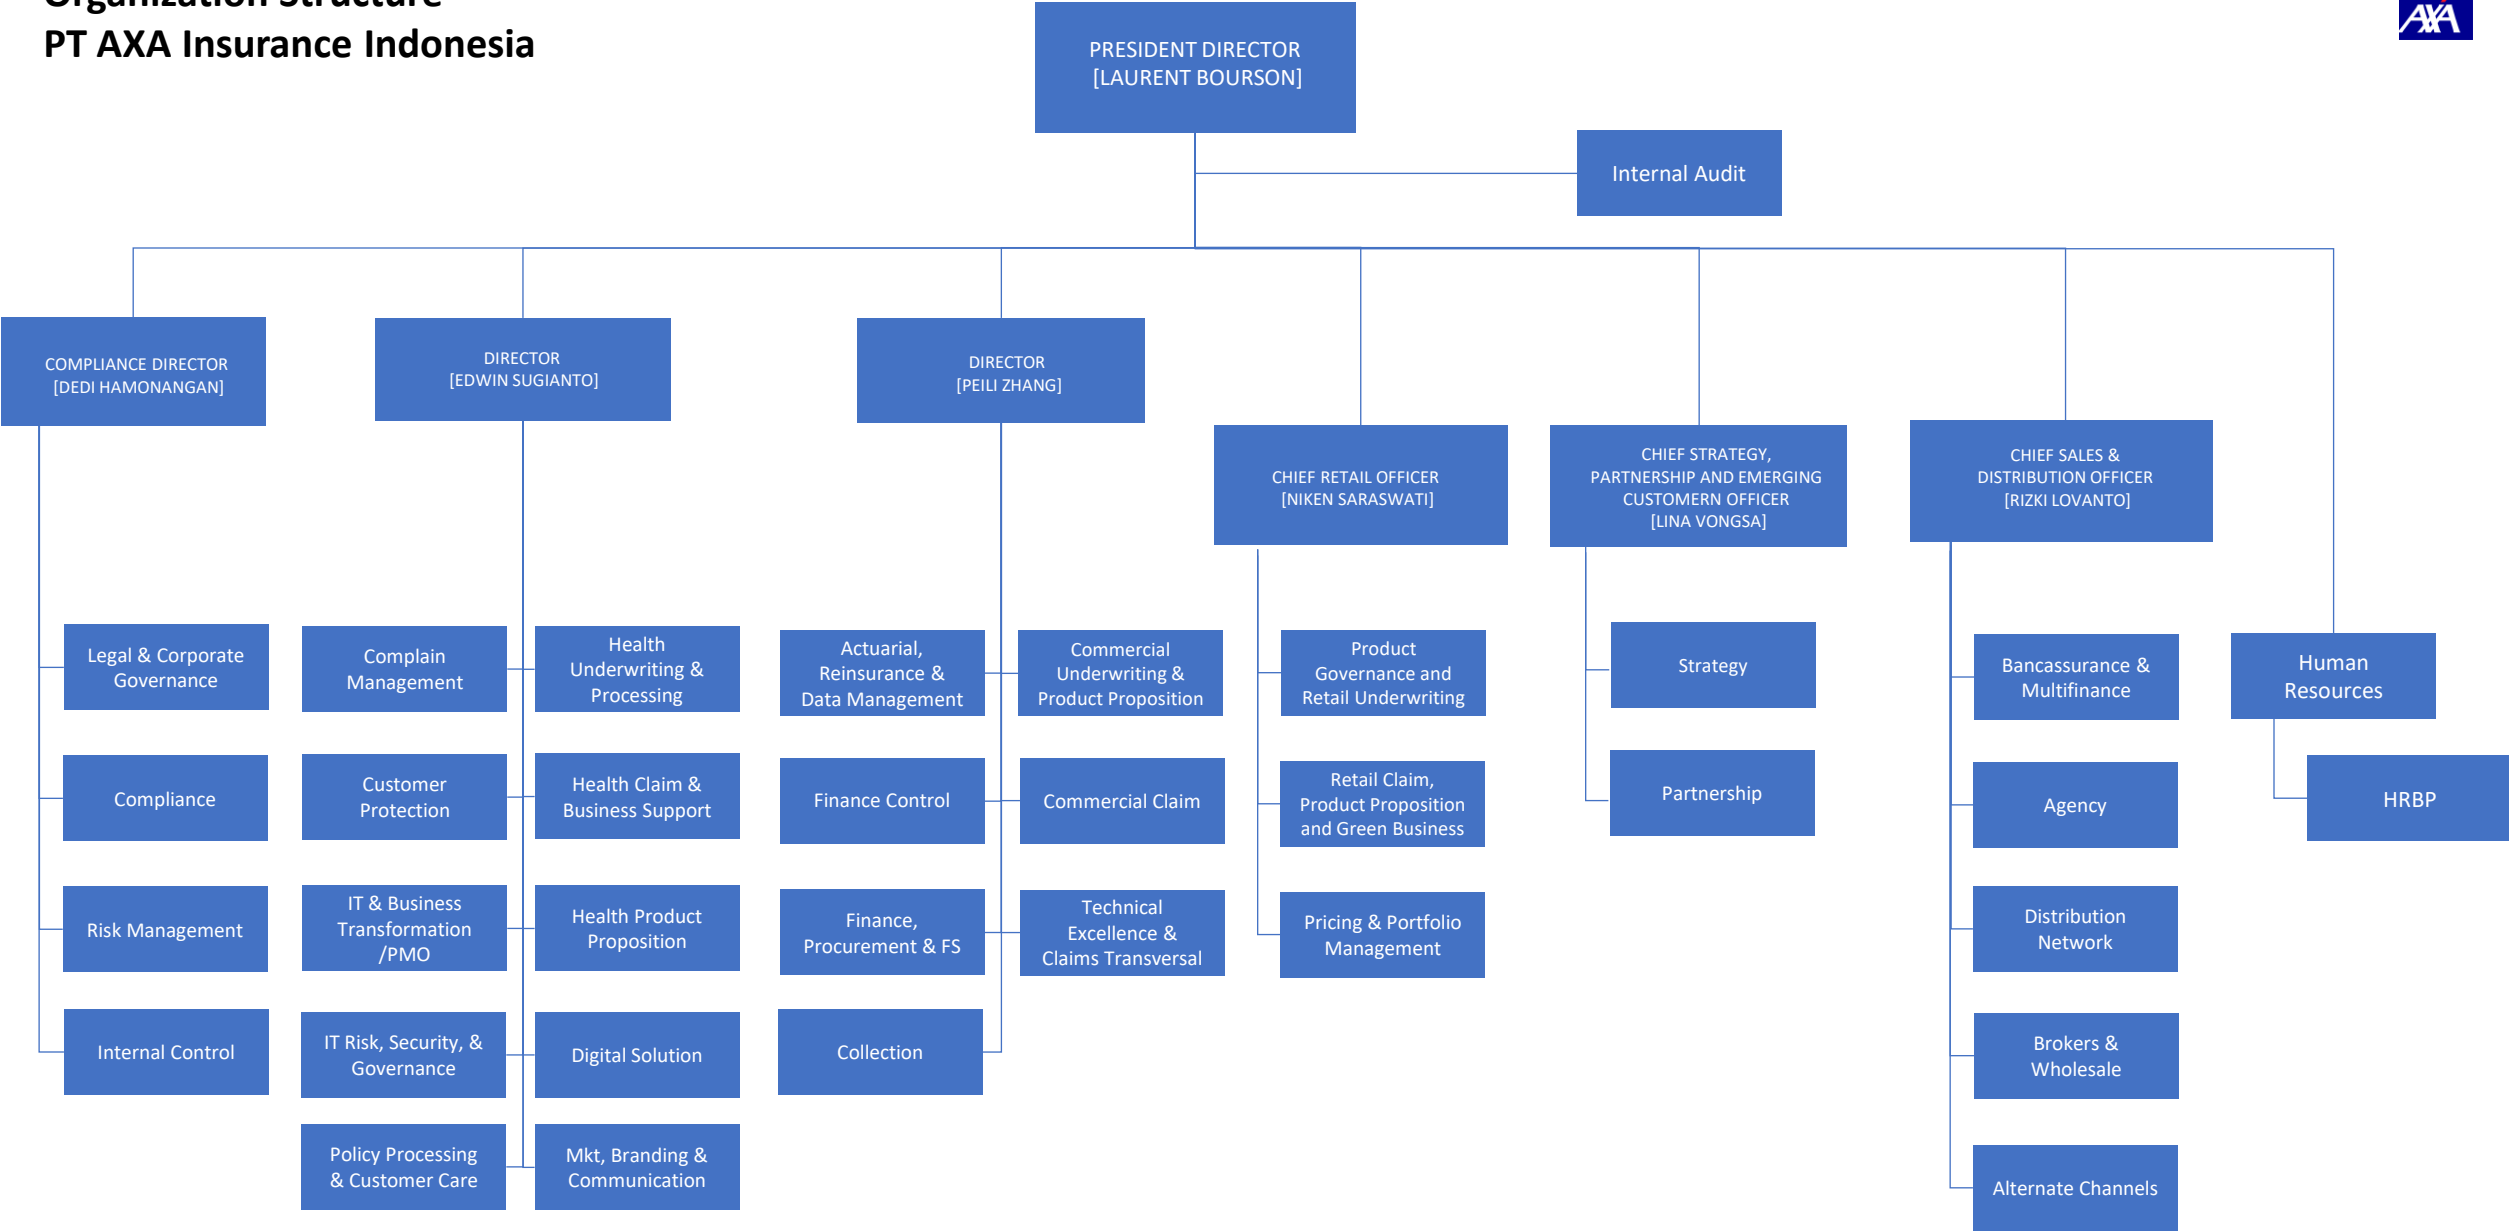 Organization Structure
PT AXA Insurance Indonesia
AXA
PRESIDENT DIRECTOR
[LAURENT BOURSON]
Internal Audit
COMPLIANCE DIRECTOR
[DEDI HAMONANGAN]
DIRECTOR
[EDWIN SUGIANTO]
DIRECTOR
[PEILI ZHANG]
CHIEF RETAIL OFFICER
[NIKEN SARASWATI]
CHIEF STRATEGY,
PARTNERSHIP AND EMERGING
CUSTOMERN OFFICER
[LINA VONGSA]
CHIEF SALES &
DISTRIBUTION OFFICER
[RIZKI LOVANTO]
Legal & Corporate
Governance
Compliance
Risk Management
Internal Control
Complain
Management
Customer
Protection
IT & Business
Transformation
/PMO
IT Risk, Security, &
Governance
Policy Processing
& Customer Care
Health
Underwriting &
Processing
Health Claim &
Business Support
Health Product
Proposition
Digital Solution
Mkt, Branding &
Communication
Actuarial,
Reinsurance &
Data Management
Finance Control
Finance,
Procurement & FS
Collection
Commercial
Underwriting &
Product Proposition
Commercial Claim
Technical
Excellence &
Claims Transversal
Product
Governance and
Retail Underwriting
Retail Claim,
Product Proposition
and Green Business
Pricing & Portfolio
Management
Strategy
Partnership
Bancassurance &
Multifinance
Agency
Distribution
Network
Brokers &
Wholesale
Alternate Channels
Human
Resources
HRBP